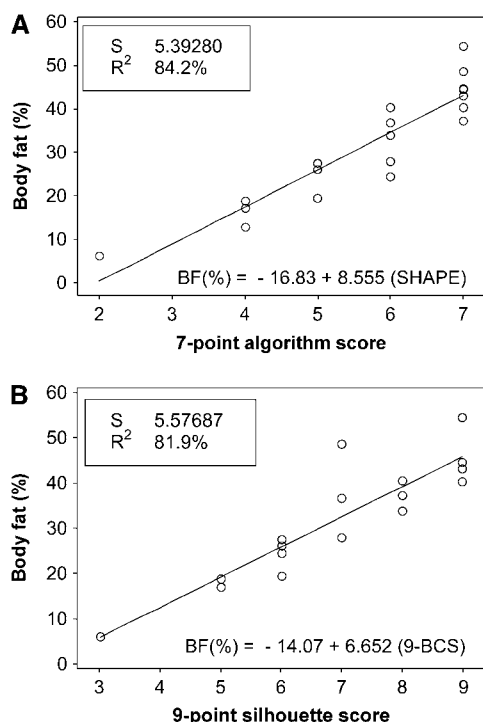 A
60
50
40
30
20
10
0
Body fat (%)
S 5.39280
R² 84.2%
BF(%) = - 16.83 + 8.555 (SHAPE)
2 3 4 5 6 7
7-point algorithm score
B
60
50
40
30
20
10
0
Body fat (%)
S 5.57687
R² 81.9%
BF(%) = - 14.07 + 6.652 (9-BCS)
3 4 5 6 7 8 9
9-point silhouette score